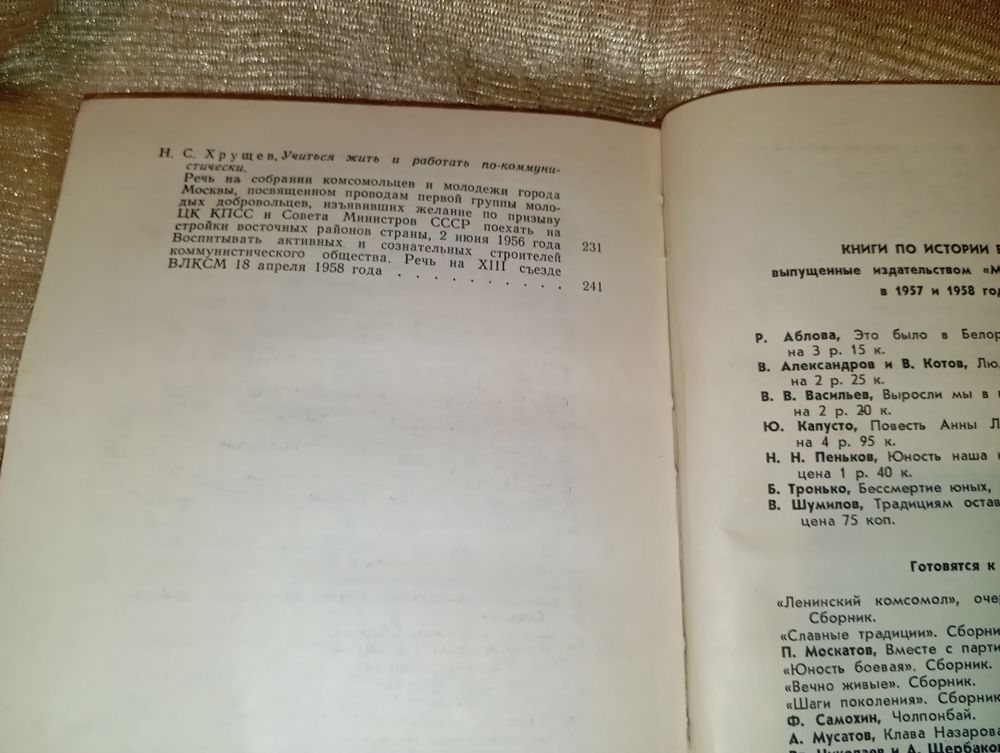 Н. С. Хрущев, Учиться жить и работать по-коммуни-
стически.
Речь на собрании комсомольцев и молодежи города
Москвы, посвященном проводам первой группы моло-
дых добровольцев, изъявивших желание по призыву
ЦК КПСС и Совета Министров СССР поехать на
стройки восточных районов страны, 2 июня 1956 года 231
Воспитывать активных и сознательных строителей
коммунистического общества. Речь на XIII съезде
ВЛКСМ 18 апреля 1958 года . . . . . . . . . . 241
КНИГИ ПО ИСТОРИИ
выпущенные издательством «М
в 1957 и 1958 год
Р. Аблова, Это было в Белор
на 3 р. 15 к.
В. Александров и В. Котов, Лю
на 2 р. 25 к.
В. В. Васильев, Выросли мы в
на 2 р. 20 к.
Ю. Капусто, Повесть Анны Л
на 4 р. 95 к.
Н. Н. Пеньков, Юность наша
цена 1 р. 40 к.
Б. Тронько, Бессмертие юных,
В. Шумилов, Традициям остав
цена 75 коп.
Готовятся к
«Ленинский комсомол», оче
Сборник.
«Славные традиции». Сборни
П. Москатов, Вместе с парти
«Юность боевая». Сборник.
«Вечно живые». Сборник.
«Шаги поколения». Сборник
Ф. Самохин, Чолпонбай.
А. Мусатов, Клава Назарова
и А. Щербаков